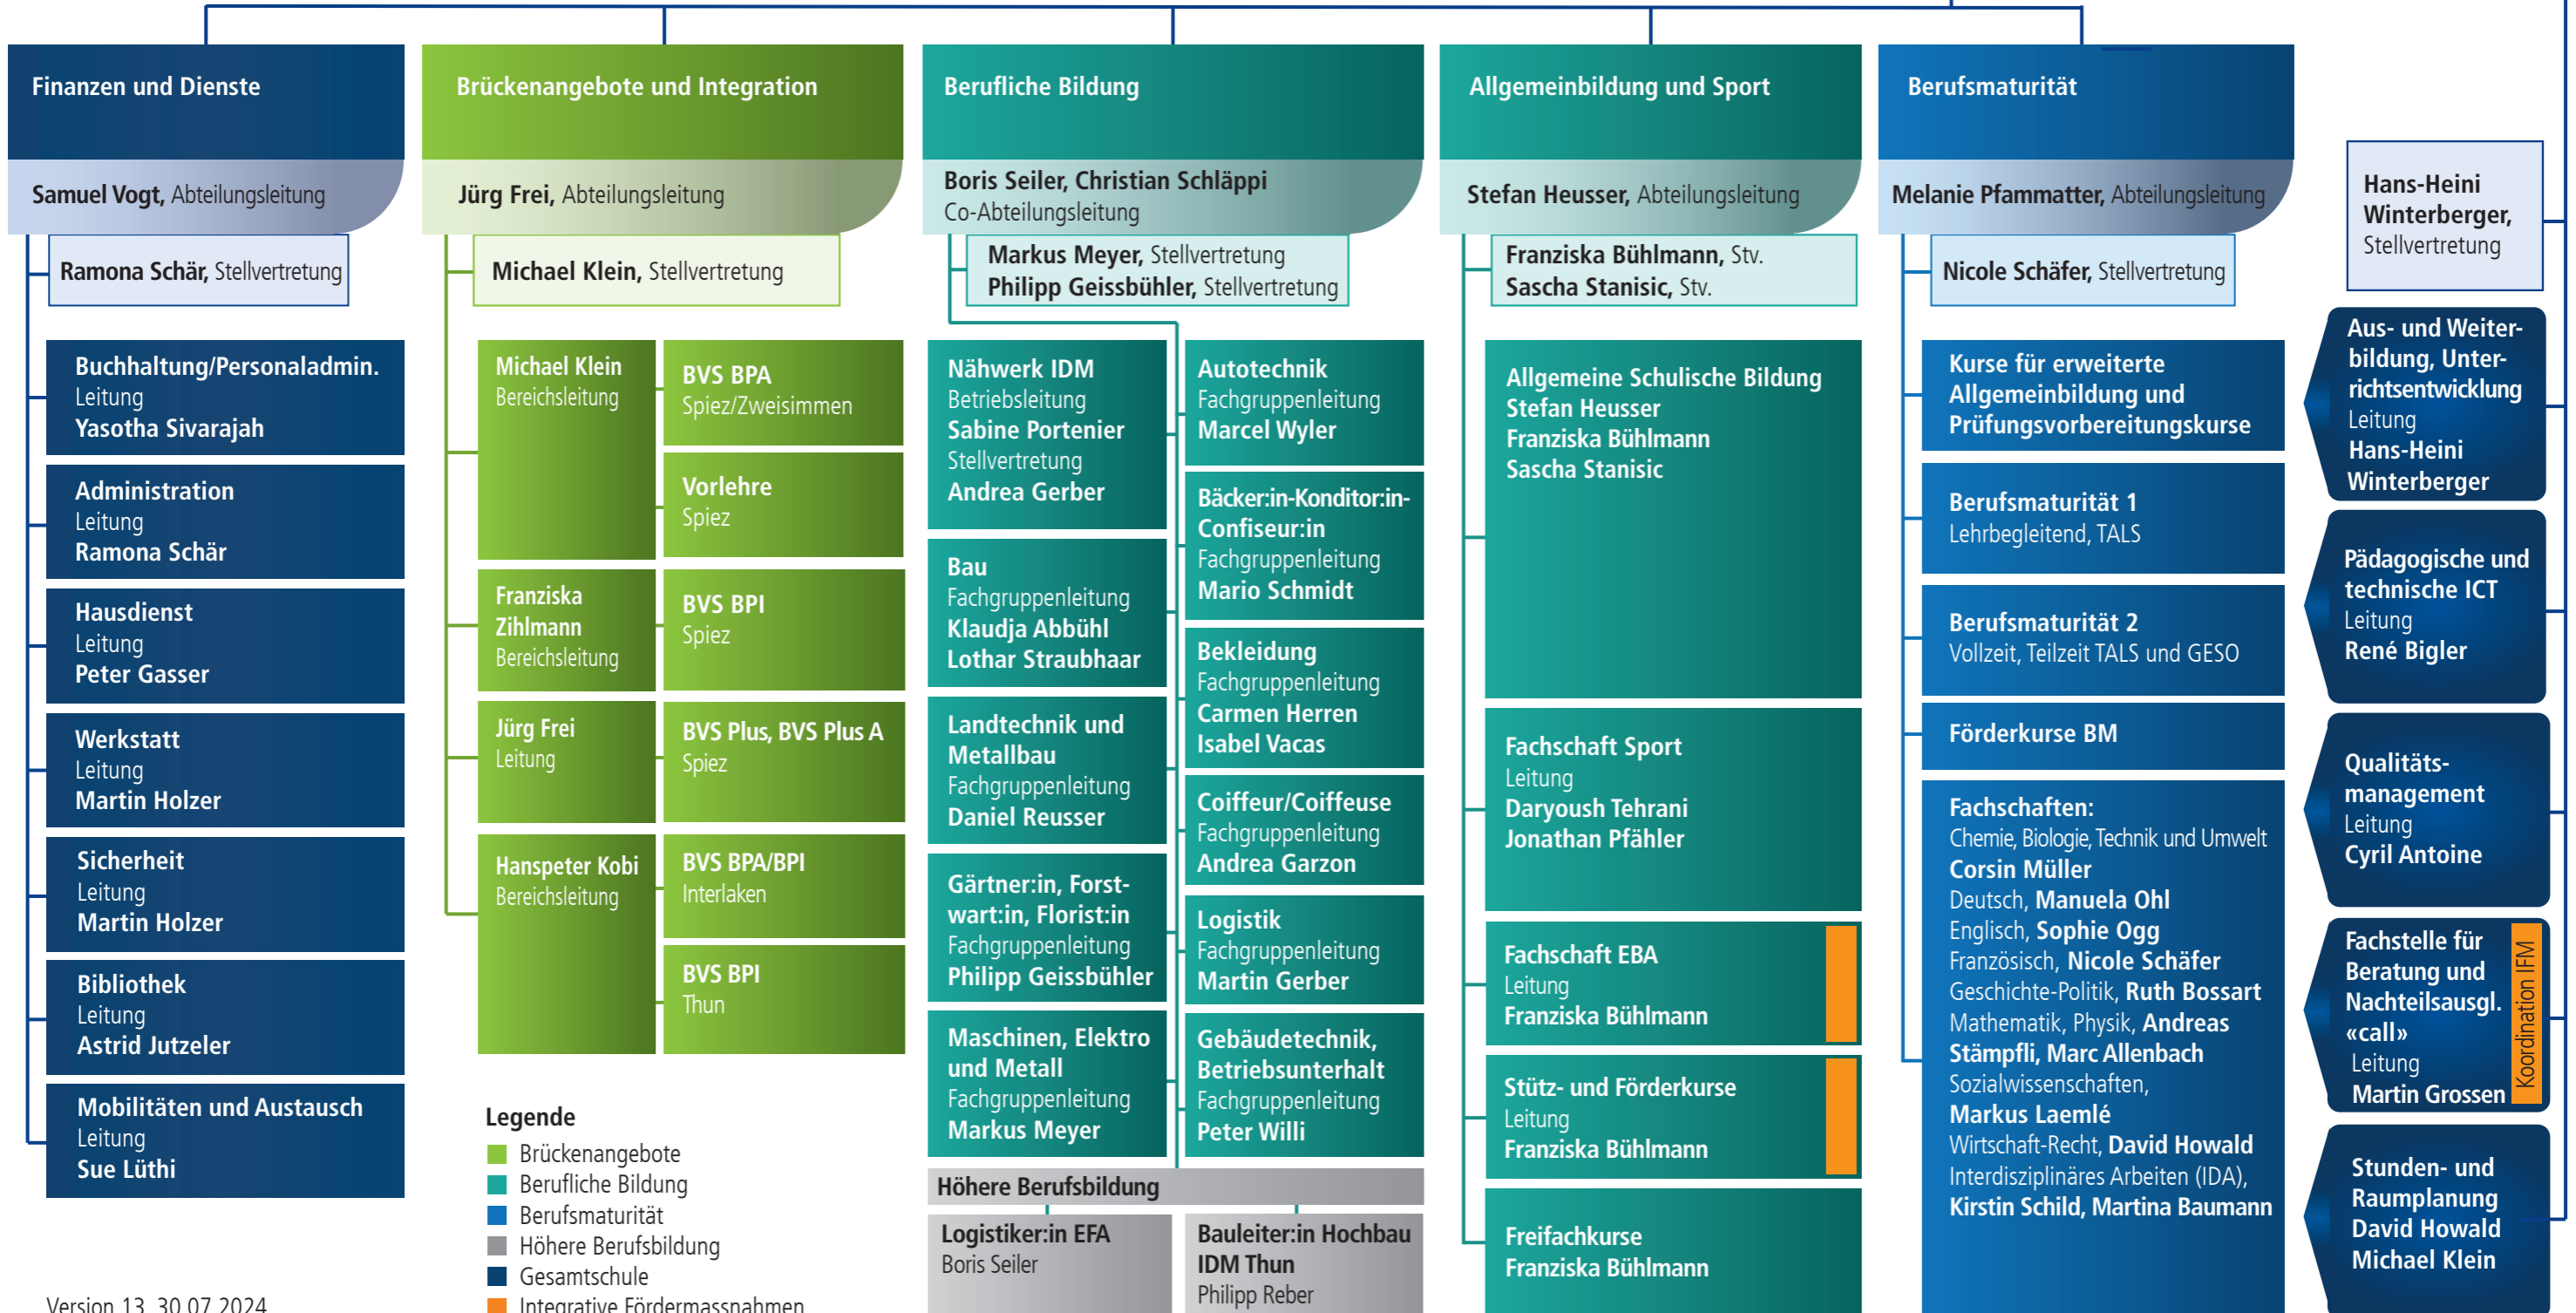 Finanzen und Dienste
Samuel Vogt, Abteilungsleitung
Ramona Schär, Stellvertretung
Buchhaltung/Personaladmin.
Leitung
Yasotha Sivarajah
Administration
Leitung
Ramona Schär
Hausdienst
Leitung
Peter Gasser
Werkstatt
Leitung
Martin Holzer
Sicherheit
Leitung
Martin Holzer
Bibliothek
Leitung
Astrid Jutzeler
Mobilitäten und Austausch
Leitung
Sue Lüthi
Version 13, 30.07.2024
Brückenangebote und Integration
Jürg Frei, Abteilungsleitung
Michael Klein, Stellvertretung
Michael Klein
Bereichsleitung
BVS BPA
Spiez/Zweisimmen
Vorlehre
Spiez
Franziska
Zihlmann
Bereichsleitung
BVS BPI
Spiez
Jürg Frei
Leitung
BVS Plus, BVS Plus A
Spiez
Hanspeter Kobi
Bereichsleitung
BVS BPA/BPI
Interlaken
BVS BPI
Thun
Legende
Brückenangebote
Berufliche Bildung
Berufsmaturität
Höhere Berufsbildung
Gesamtschule
Integrative Fördermassnahmen
Berufliche Bildung
Boris Seiler, Christian Schläppi
Co-Abteilungsleitung
Markus Meyer, Stellvertretung
Philipp Geissbühler, Stellvertretung
Nähwerk IDM
Betriebsleitung
Sabine Portenier
Stellvertretung
Andrea Gerber
Bau
Fachgruppenleitung
Klaudja Abbühl
Lothar Straubhaar
Landtechnik und
Metallbau
Fachgruppenleitung
Daniel Reusser
Gärtner:in, Forst-
wart:in, Florist:in
Fachgruppenleitung
Philipp Geissbühler
Maschinen, Elektro
und Metall
Fachgruppenleitung
Markus Meyer
Autotechnik
Fachgruppenleitung
Marcel Wyler
Bäcker:in-Konditor:in-
Confiseur:in
Fachgruppenleitung
Mario Schmidt
Bekleidung
Fachgruppenleitung
Carmen Herren
Isabel Vacas
Coiffeur/Coiffeuse
Fachgruppenleitung
Andrea Garzon
Logistik
Fachgruppenleitung
Martin Gerber
Gebäudetechnik,
Betriebsunterhalt
Fachgruppenleitung
Peter Willi
Höhere Berufsbildung
Logistiker:in EFA
Boris Seiler
Bauleiter:in Hochbau
IDM Thun
Philipp Reber
Allgemeinbildung und Sport
Stefan Heusser, Abteilungsleitung
Franziska Bühlmann, Stv.
Sascha Stanisic, Stv.
Allgemeine Schulische Bildung
Stefan Heusser
Franziska Bühlmann
Sascha Stanisic
Fachschaft Sport
Leitung
Daryoush Tehrani
Jonathan Pfähler
Fachschaft EBA
Leitung
Franziska Bühlmann
Stütz- und Förderkurse
Leitung
Franziska Bühlmann
Freifachkurse
Franziska Bühlmann
Berufsmaturität
Melanie Pfammatter, Abteilungsleitung
Nicole Schäfer, Stellvertretung
Kurse für erweiterte
Allgemeinbildung und
Prüfungsvorbereitungskurse
Berufsmaturität 1
Lehrbegleitend, TALS
Berufsmaturität 2
Vollzeit, Teilzeit TALS und GESO
Förderkurse BM
Fachschaften:
Chemie, Biologie, Technik und Umwelt
Corsin Müller
Deutsch, Manuela Ohl
Englisch, Sophie Ogg
Französisch, Nicole Schäfer
Geschichte-Politik, Ruth Bossart
Mathematik, Physik, Andreas
Stämpfli, Marc Allenbach
Sozialwissenschaften,
Markus Laemlé
Wirtschaft-Recht, David Howald
Interdisziplinäres Arbeiten (IDA),
Kirstin Schild, Martina Baumann
Hans-Heini
Winterberger,
Stellvertretung
Aus- und Weiter-
bildung, Unter-
richtsentwicklung
Leitung
Hans-Heini
Winterberger
Pädagogische und
technische ICT
Leitung
René Bigler
Qualitäts-
management
Leitung
Cyril Antoine
Fachstelle für
Beratung und
Nachteilsausgl.
«call»
Leitung
Martin Grossen
Koordination IFM
Stunden- und
Raumplanung
David Howald
Michael Klein